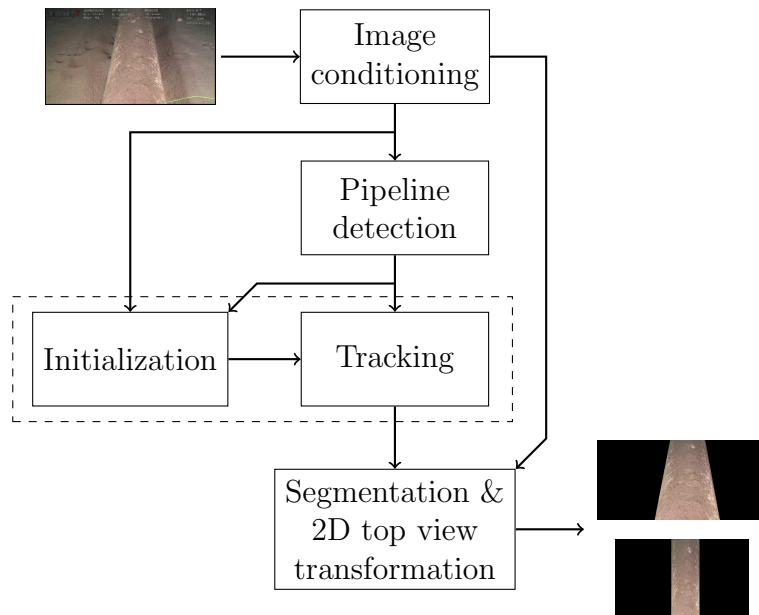 Image
conditioning
Pipeline
detection
Initialization
Tracking
Segmentation &
2D top view
transformation